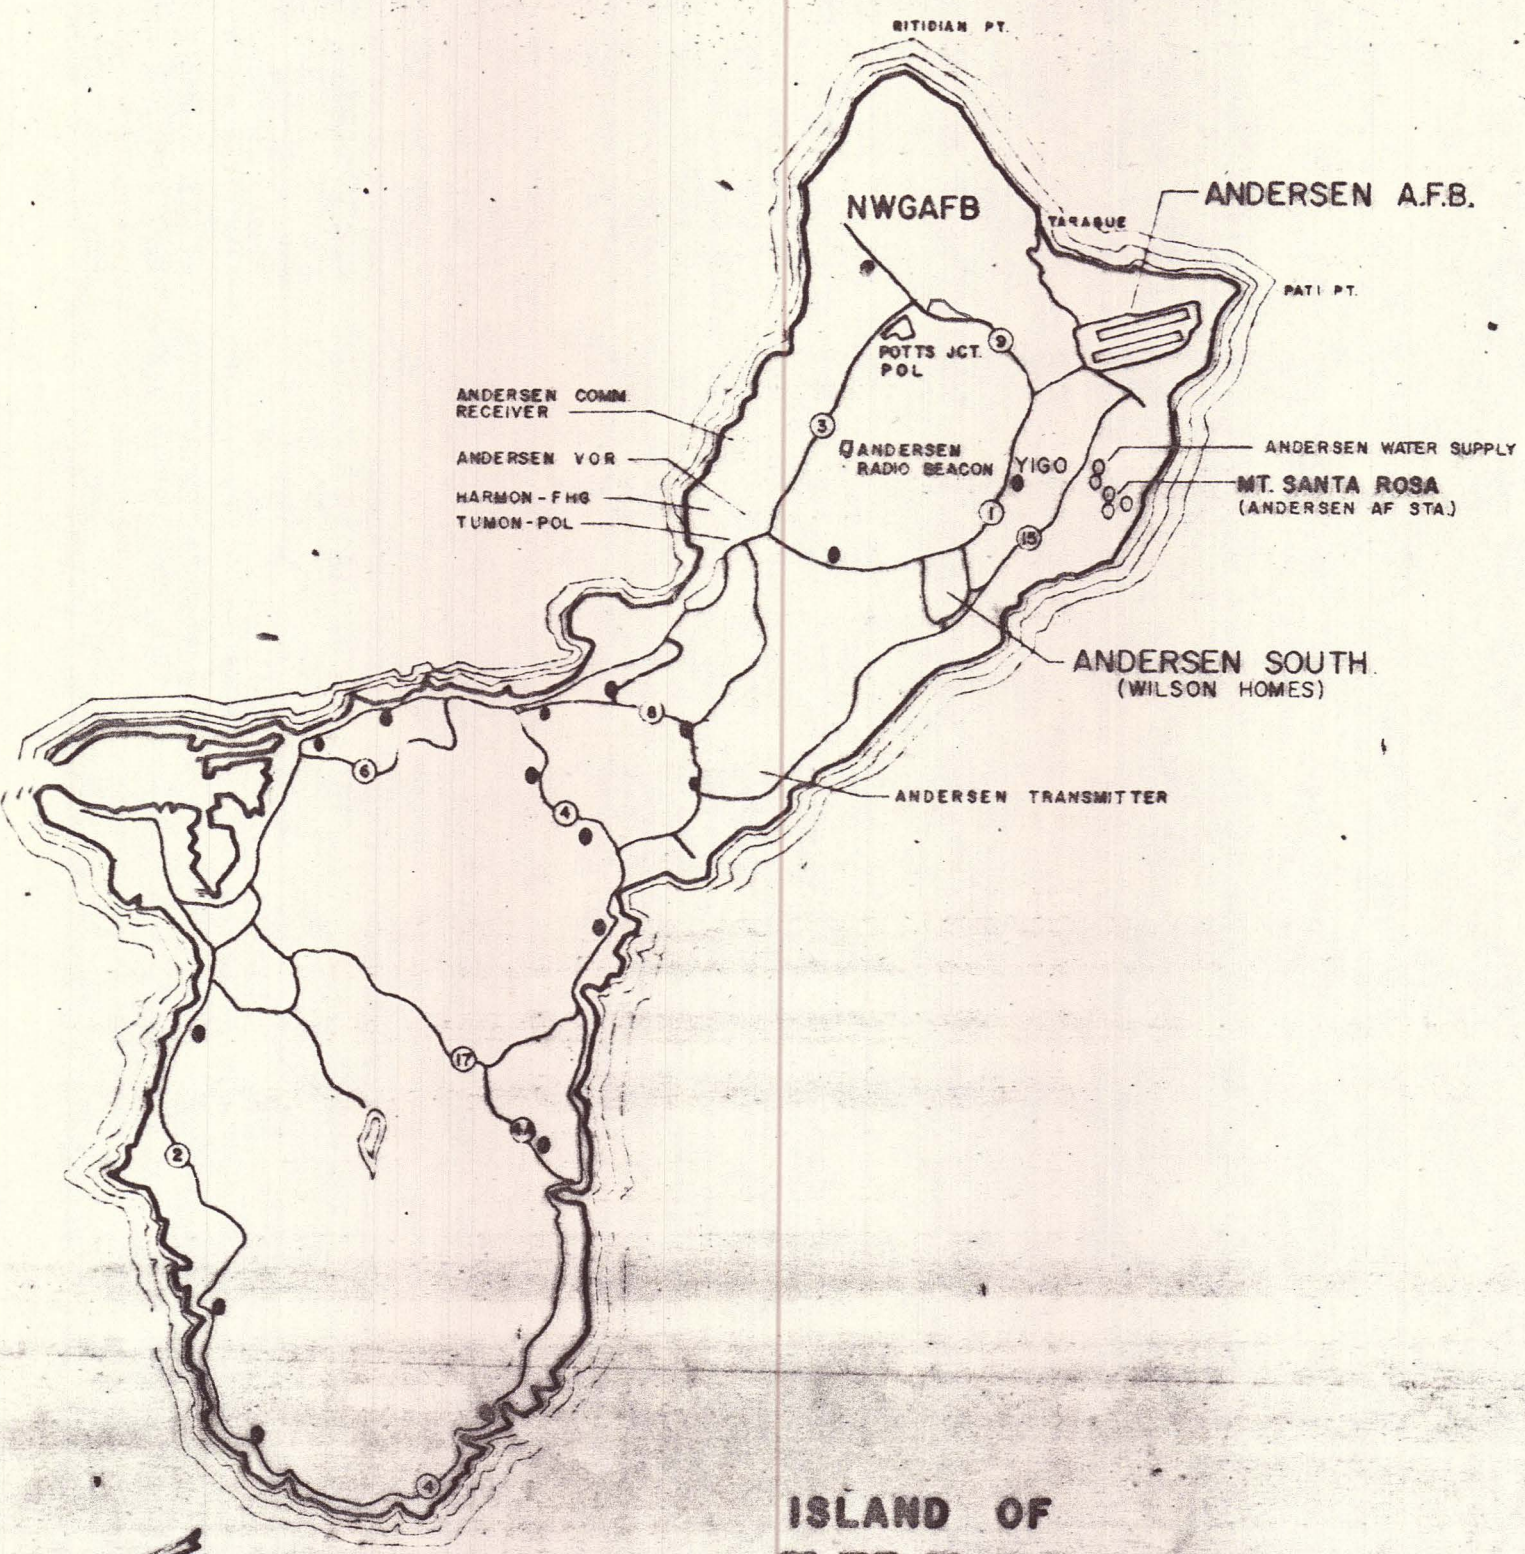 RITIDIAN PT.
NWGAFB
ANDERSEN A.F.B.
TARAGUE
PATI PT.
POTTS JCT.
POL
9
ANDERSEN COMM.
RECEIVER
3
ANDERSEN
RADIO BEACON
YIGO
ANDERSEN WATER SUPPLY
ANDERSEN VOR
HARMON-FHG
TUMON-POL
MT. SANTA ROSA
(ANDERSEN AF STA.)
1
15
ANDERSEN SOUTH
(WILSON HOMES)
8
6
ANDERSEN TRANSMITTER
4
17
4A
2
4
ISLAND OF